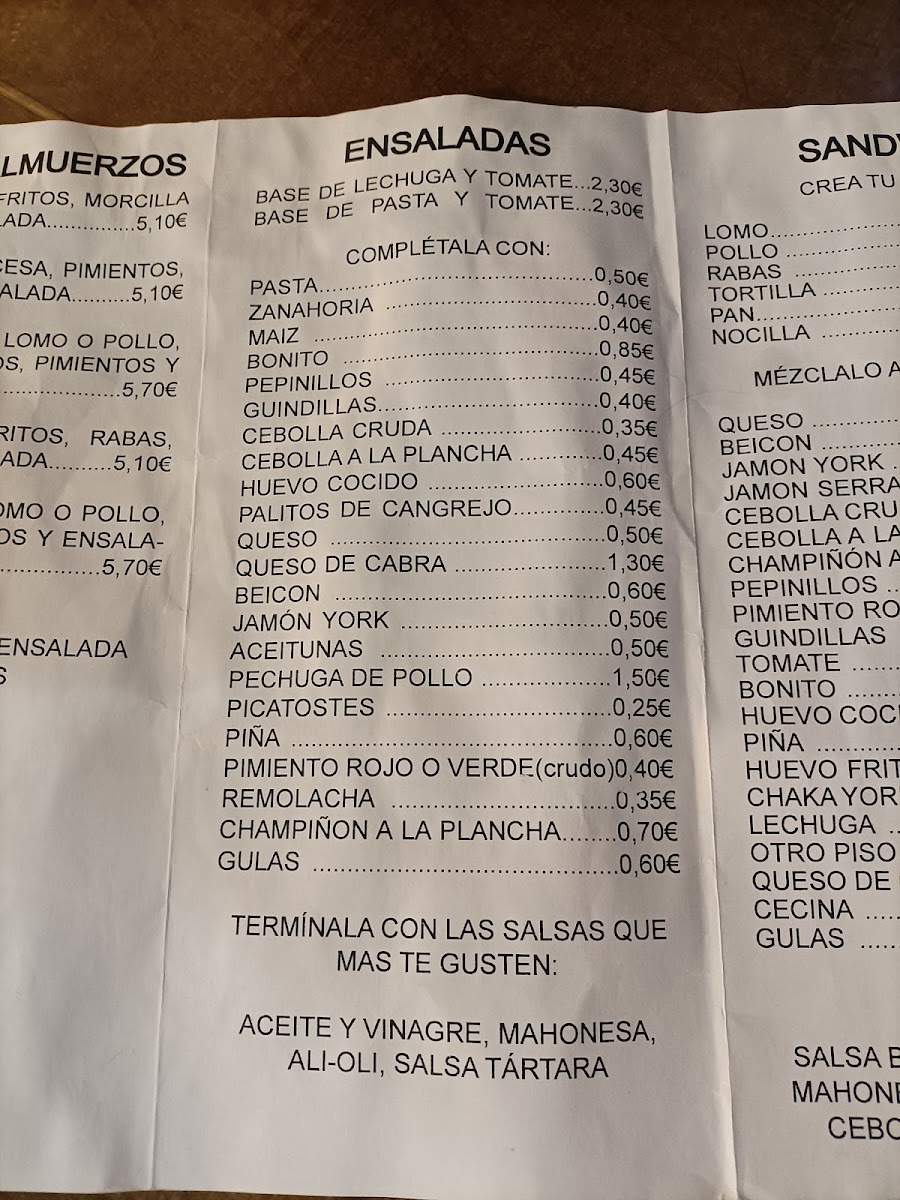 LMUERZOS
FRITOS, MORCILLA
LADA...............5,10€
CESA, PIMIENTOS,
ALADA..........5,10€
LOMO O POLLO,
OS, PIMIENTOS Y
......................5,70€
RITOS, RABAS,
ADA..........5,10€
OMO O POLLO,
OS Y ENSALA-
..................5,70€
ENSALADA
S
ENSALADAS
BASE DE LECHUGA Y TOMATE...2,30€
BASE DE PASTA Y TOMATE...2,30€
COMPLÉTALA CON:
PASTA......................................0,50€
ZANAHORIA .............................0,40€
MAIZ .......................................0,40€
BONITO ...................................0,85€
PEPINILLOS .............................0,45€
GUINDILLAS..............................0,40€
CEBOLLA CRUDA ......................0,35€
CEBOLLA A LA PLANCHA ...........0,45€
HUEVO COCIDO .......................0,60€
PALITOS DE CANGREJO............0,45€
QUESO ....................................0,50€
QUESO DE CABRA ....................1,30€
BEICON ...................................0,60€
JAMÓN YORK ..........................0,50€
ACEITUNAS .............................0,50€
PECHUGA DE POLLO ................1,50€
PICATOSTES ............................0,25€
PIÑA ........................................0,60€
PIMIENTO ROJO O VERDE(crudo)0,40€
REMOLACHA ............................0,35€
CHAMPIÑON A LA PLANCHA.......0,70€
GULAS ......................................0,60€
TERMÍNALA CON LAS SALSAS QUE
MAS TE GUSTEN:
ACEITE Y VINAGRE, MAHONESA,
ALI-OLI, SALSA TÁRTARA
SAND
CREA TU
LOMO................
POLLO ..............
RABAS ..............
TORTILLA ..........
PAN...................
NOCILLA ..........
MÉZCLALO A
QUESO ............
BEICON ...........
JAMON YORK ..
JAMON SERRA
CEBOLLA CRU
CEBOLLA A LA
CHAMPIÑÓN A
PEPINILLOS ..
PIMIENTO RO
GUINDILLAS
TOMATE ......
BONITO .......
HUEVO COCI
PIÑA ............
HUEVO FRIT
CHAKA YOR
LECHUGA ..
OTRO PISO
QUESO DE
CECINA .....
GULAS ......
SALSA B
MAHONE
CEBO